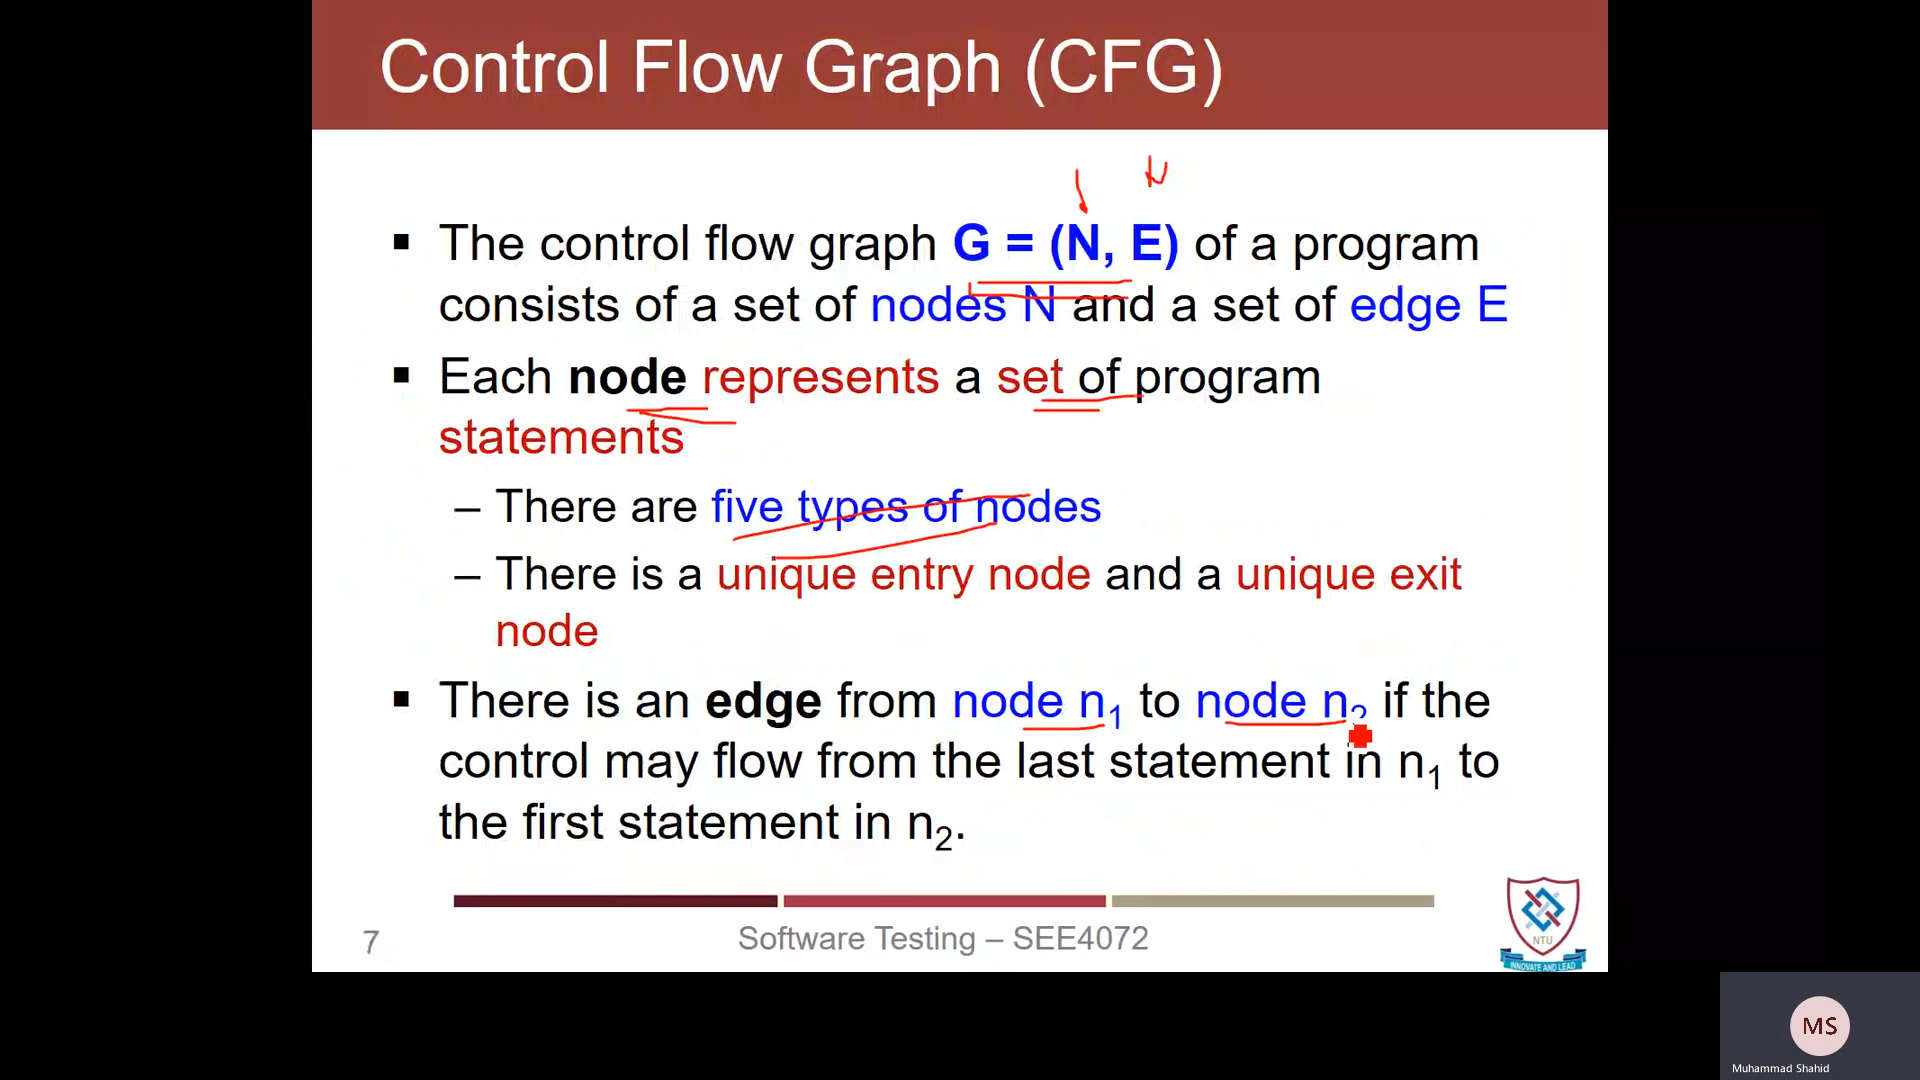 Control Flow Graph (CFG)
▪ The control flow graph G = (N, E) of a program
consists of a set of nodes N and a set of edge E
▪ Each node represents a set of program
statements
– There are five types of nodes
– There is a unique entry node and a unique exit
node
▪ There is an edge from node n₁ to node n₂ if the
control may flow from the last statement in n₁ to
the first statement in n₂.
7
Software Testing – SEE4072
NTU
INNOVATE AND LEAD
MS
Muhammad Shahid